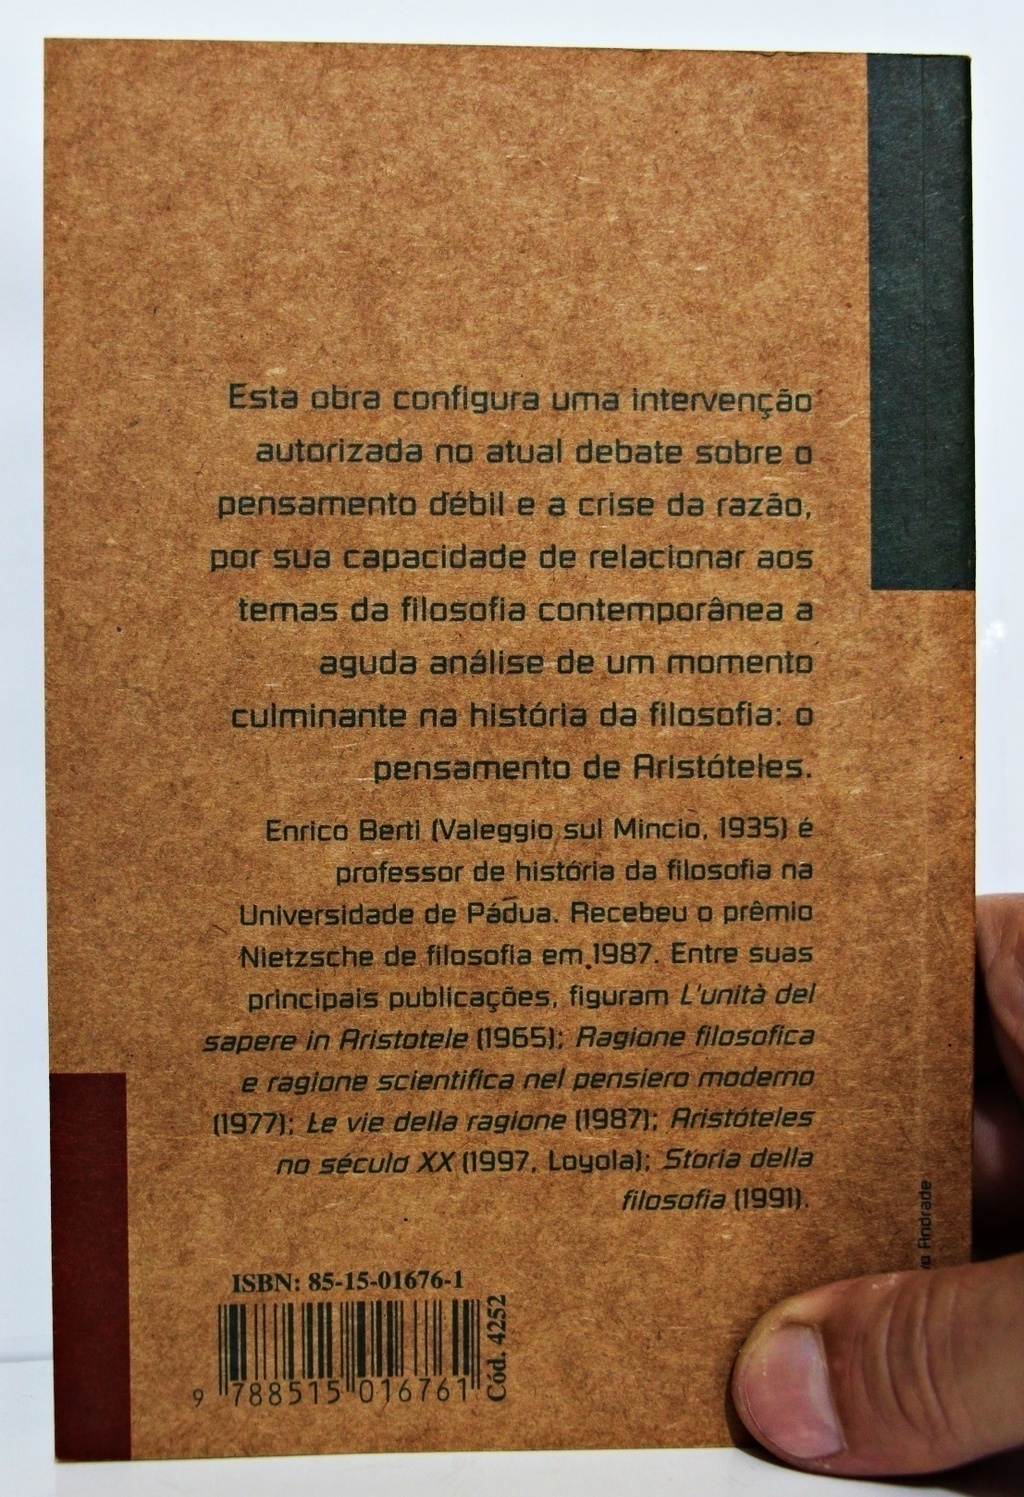 Esta obra configura uma intervenção
autorizada no atual debate sobre o
pensamento débil e a crise da razão,
por sua capacidade de relacionar aos
temas da filosofia contemporânea a
aguda análise de um momento
culminante na história da filosofia: o
pensamento de Aristóteles.
Enrico Berti (Valeggio sul Mincio, 1935) é
professor de história da filosofia na
Universidade de Pádua. Recebeu o prêmio
Nietzsche de filosofia em 1987. Entre suas
principais publicações, figuram L'unità del
sapere in Aristotele (1965); Ragione filosofica
e ragione scientifica nel pensiero moderno
(1977); Le vie della ragione (1987); Aristóteles
no século XX (1997, Loyola); Storia della
filosofia (1991).
Andrade
ISBN: 85-15-01676-1
Cód. 4252
9 788515 016761